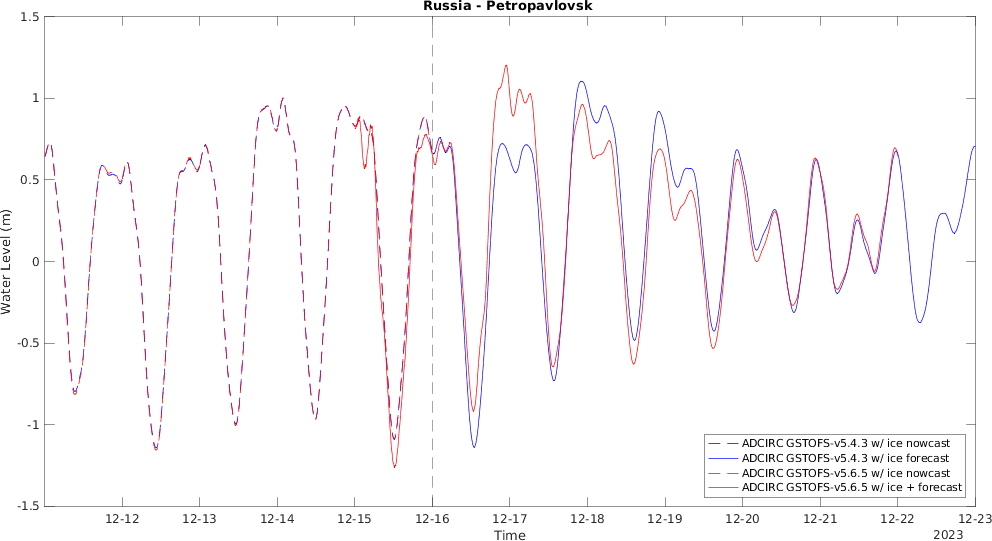 Russia - Petropavlovsk
1.5
1
0.5
0
-0.5
-1
-1.5
Water Level (m)
12-12
12-13
12-14
12-15
12-16
12-17
12-18
12-19
12-20
12-21
12-22
12-23
Time
2023
ADCIRC GSTOFS-v5.4.3 w/ ice nowcast
ADCIRC GSTOFS-v5.4.3 w/ ice forecast
ADCIRC GSTOFS-v5.6.5 w/ ice nowcast
ADCIRC GSTOFS-v5.6.5 w/ ice + forecast